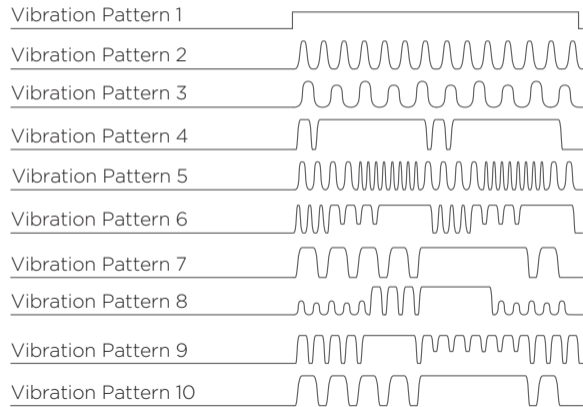 Vibration Pattern 1
Vibration Pattern 2
Vibration Pattern 3
Vibration Pattern 4
Vibration Pattern 5
Vibration Pattern 6
Vibration Pattern 7
Vibration Pattern 8
Vibration Pattern 9
Vibration Pattern 10